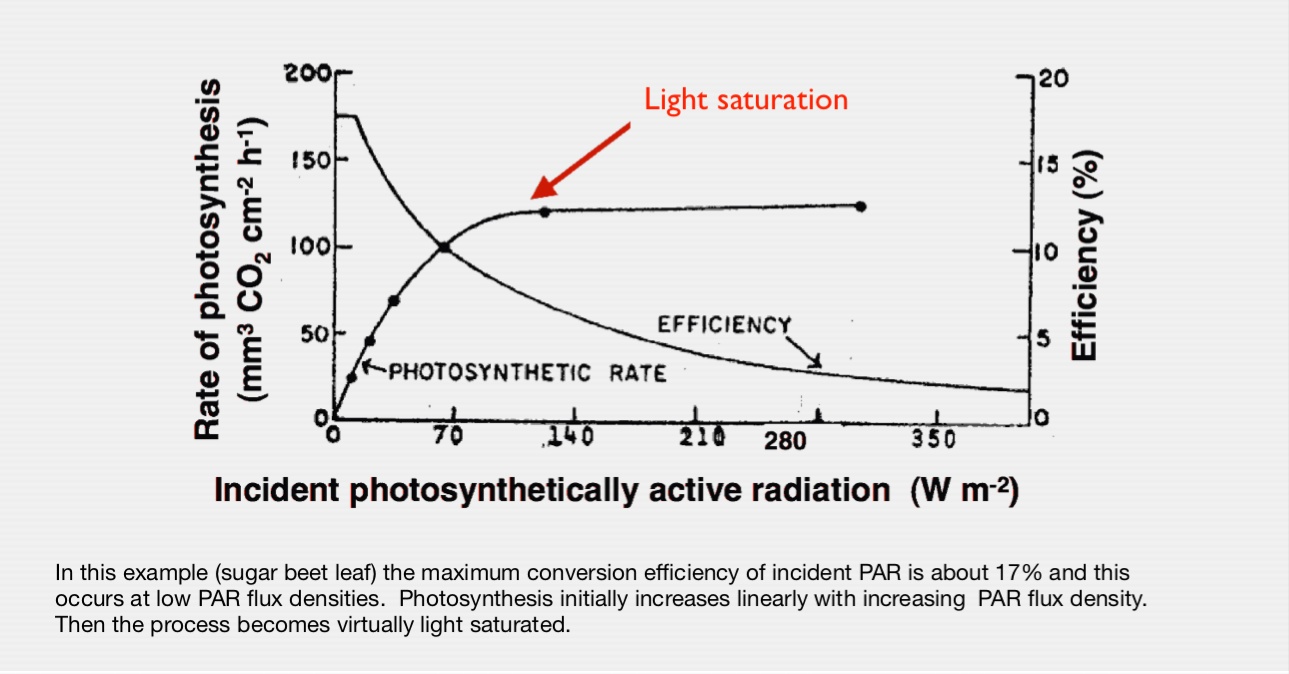 Rate of photosynthesis
(mm³ CO₂ cm⁻² h⁻¹)
200
150
100
50
0
Light saturation
EFFICIENCY
PHOTOSYNTHETIC RATE
20
15
10
5
0
Efficiency (%)
0 70 140 210 280 350
Incident photosynthetically active radiation (W m⁻²)
In this example (sugar beet leaf) the maximum conversion efficiency of incident PAR is about 17% and this
occurs at low PAR flux densities. Photosynthesis initially increases linearly with increasing PAR flux density.
Then the process becomes virtually light saturated.